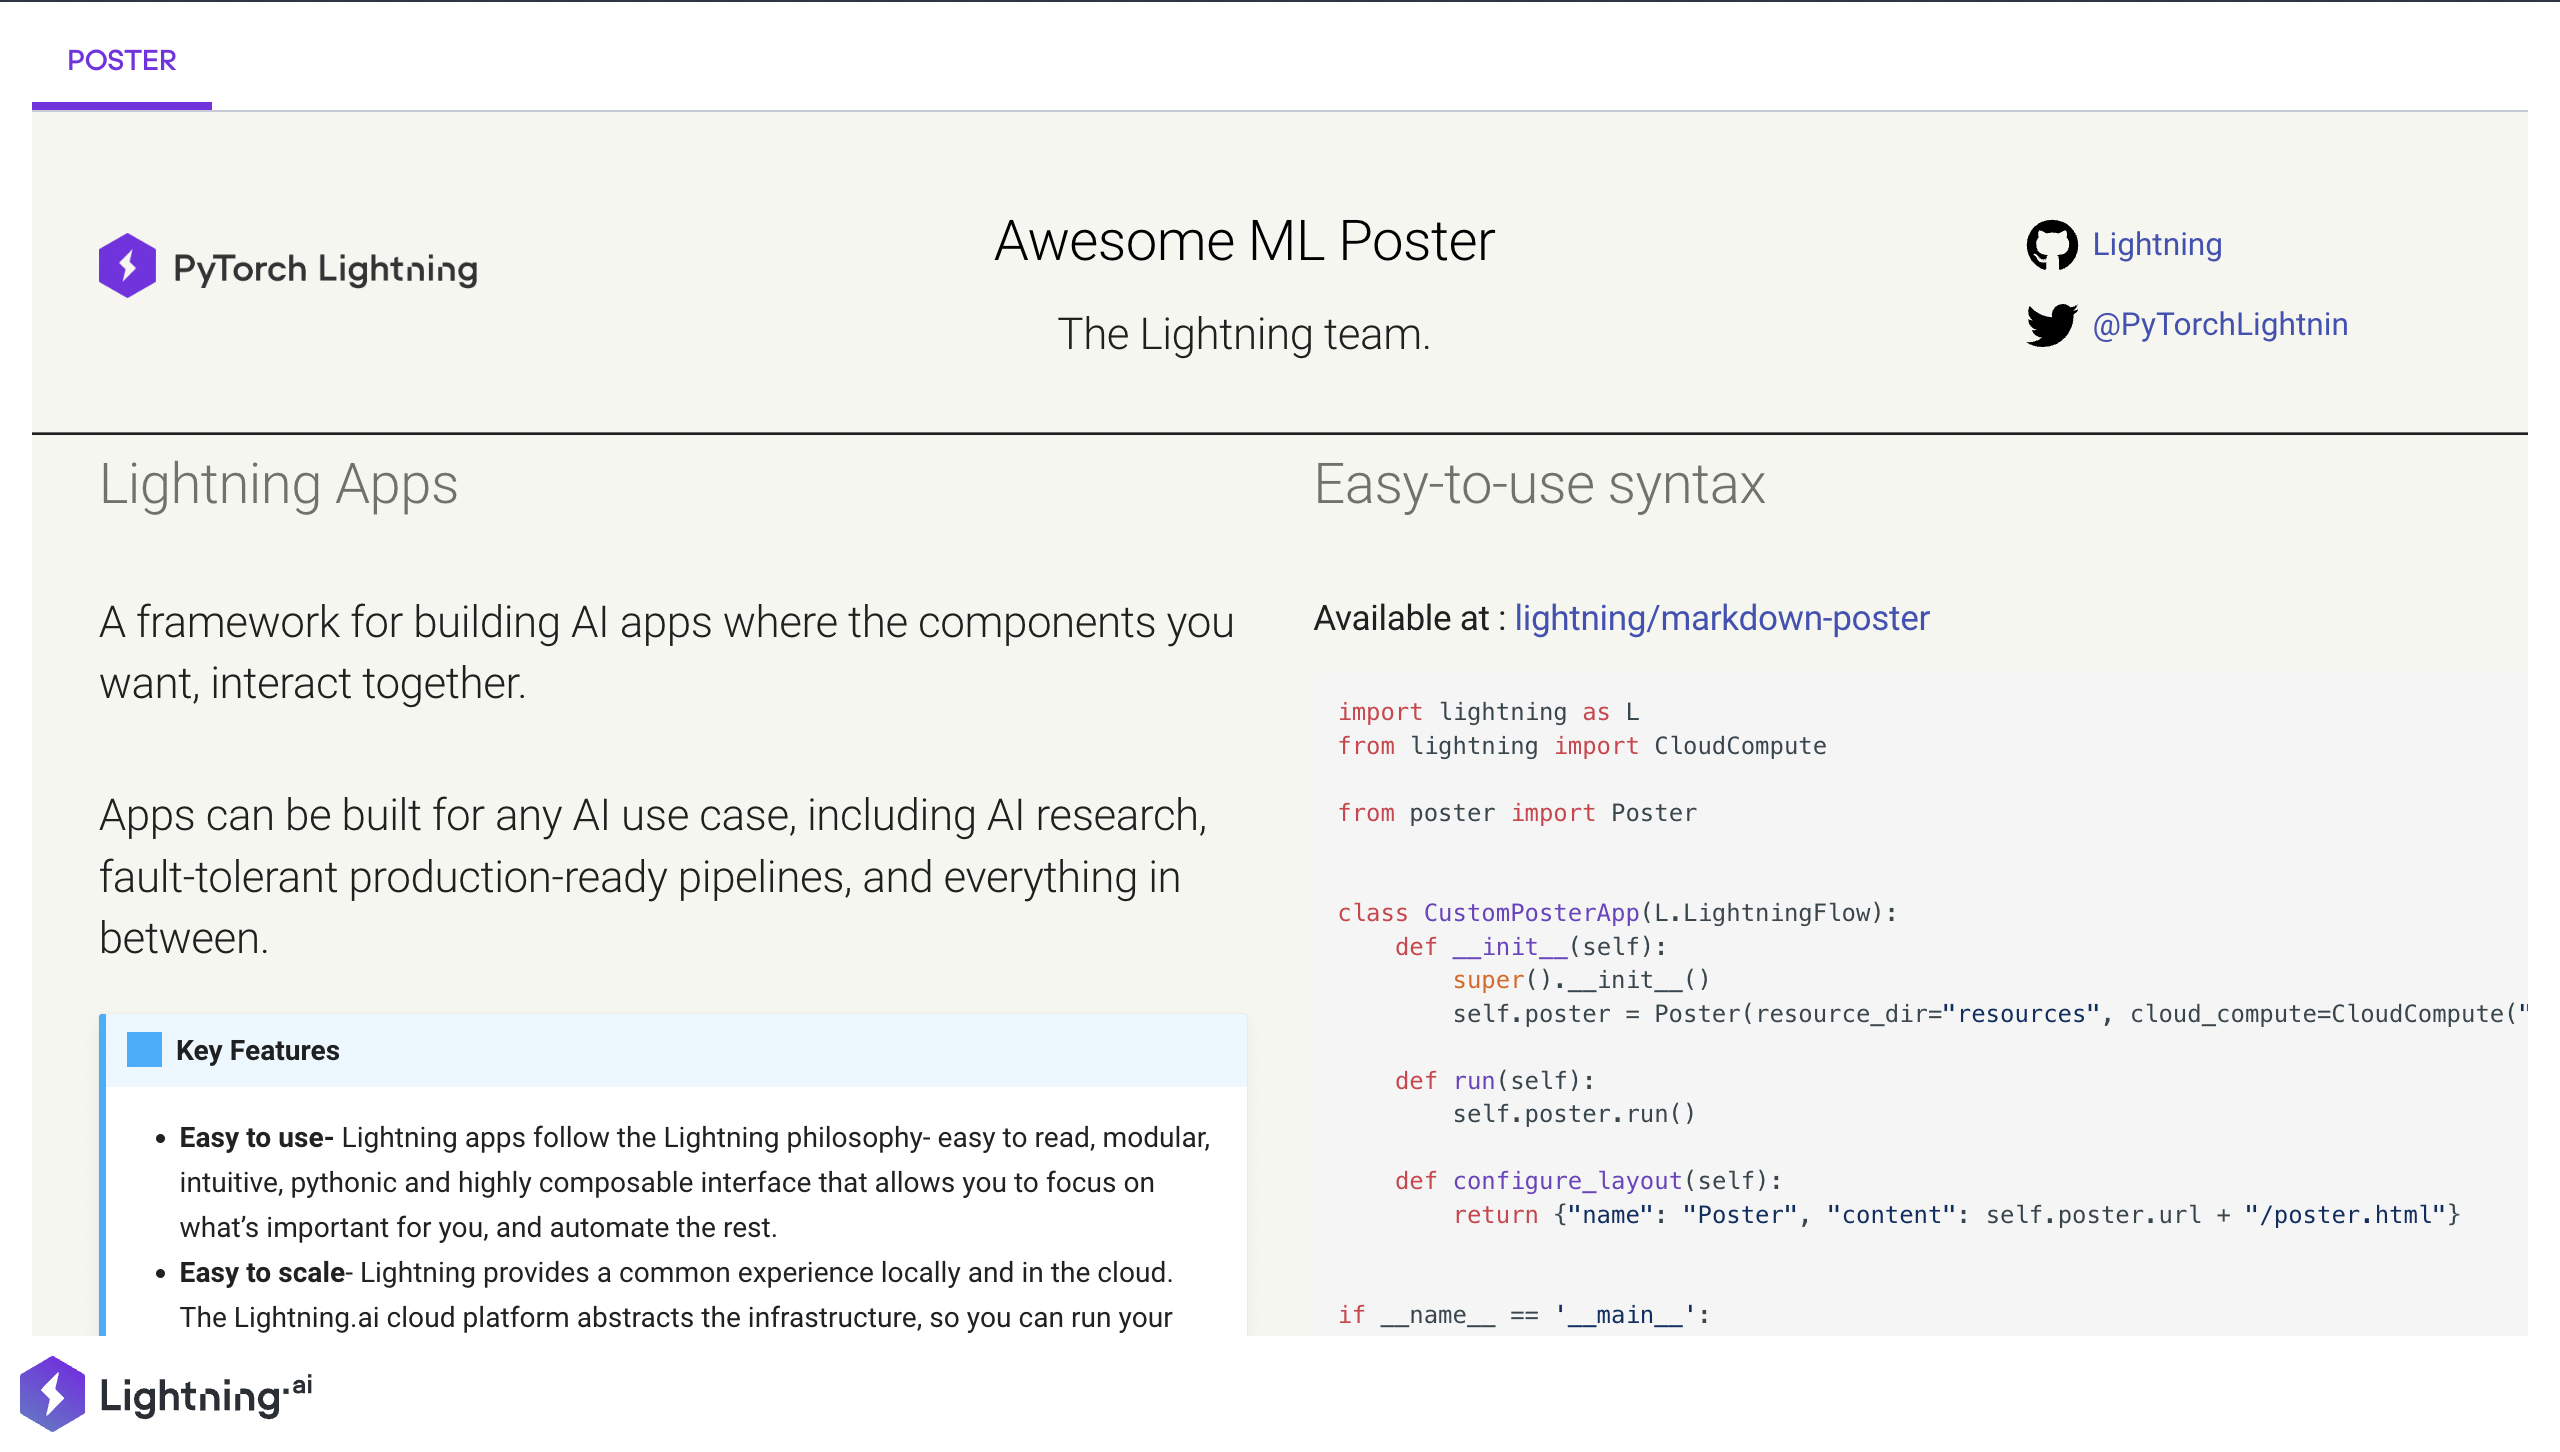 POSTER
PyTorch Lightning
Awesome ML Poster
The Lightning team.
Lightning
@PyTorchLightnin
Lightning Apps
A framework for building AI apps where the components you
want, interact together.
Apps can be built for any AI use case, including AI research,
fault-tolerant production-ready pipelines, and everything in
between.
Key Features
• Easy to use- Lightning apps follow the Lightning philosophy- easy to read, modular,
intuitive, pythonic and highly composable interface that allows you to focus on
what’s important for you, and automate the rest.
• Easy to scale- Lightning provides a common experience locally and in the cloud.
The Lightning.ai cloud platform abstracts the infrastructure, so you can run your
Easy-to-use syntax
Available at : lightning/markdown-poster
import lightning as L
from lightning import CloudCompute
from poster import Poster
class CustomPosterApp(L.LightningFlow):
    def __init__(self):
        super().__init__()
        self.poster = Poster(resource_dir="resources", cloud_compute=CloudCompute("
    def run(self):
        self.poster.run()
    def configure_layout(self):
        return {"name": "Poster", "content": self.poster.url + "/poster.html"}
if __name__ == '__main__':
Lightning.ai